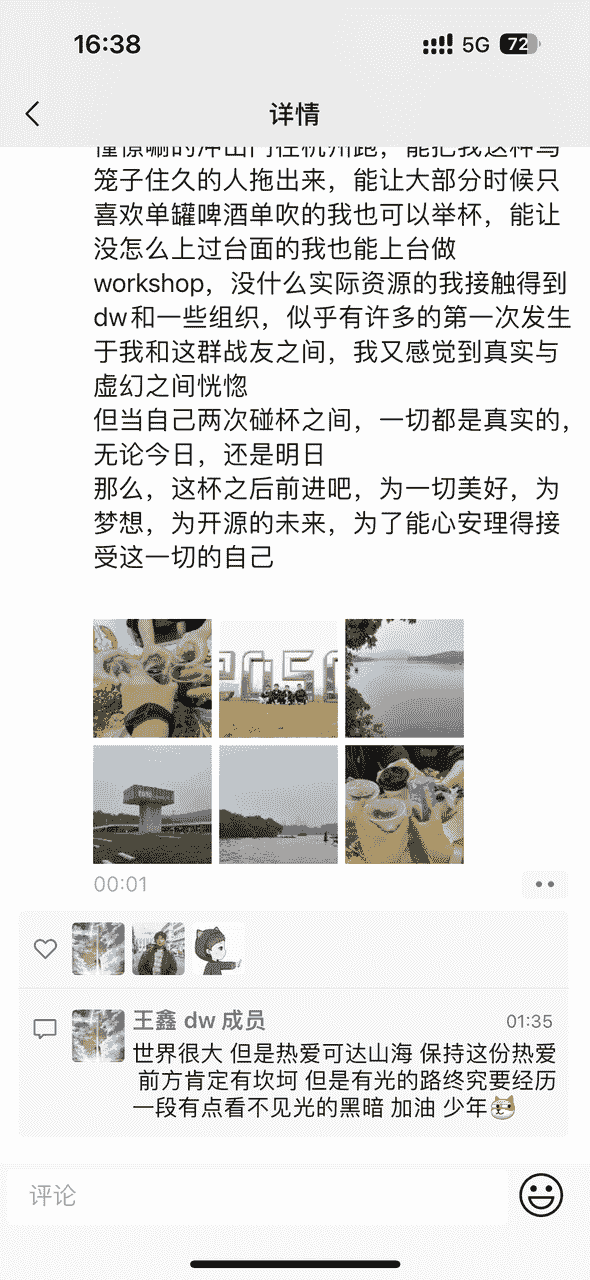 16:38
5G
72
详情
笼子住久的人拖出来，能让大部分时候只
喜欢单罐啤酒单吹的我也可以举杯，能让
没怎么上过台面的我也能上台做
workshop，没什么实际资源的我接触得到
dw和一些组织，似乎有许多的第一次发生
于我和这群战友之间，我又感觉到真实与
虚幻之间恍惚
但当自己两次碰杯之间，一切都是真实的，
无论今日，还是明日
那么，这杯之后前进吧，为一切美好，为
梦想，为开源的未来，为了能心安理得接
受这一切的自己
2050
00:01
王鑫 dw 成员
01:35
世界很大 但是热爱可达山海 保持这份热爱
前方肯定有坎坷 但是有光的路终究要经历
一段有点看不见光的黑暗 加油 少年
评论